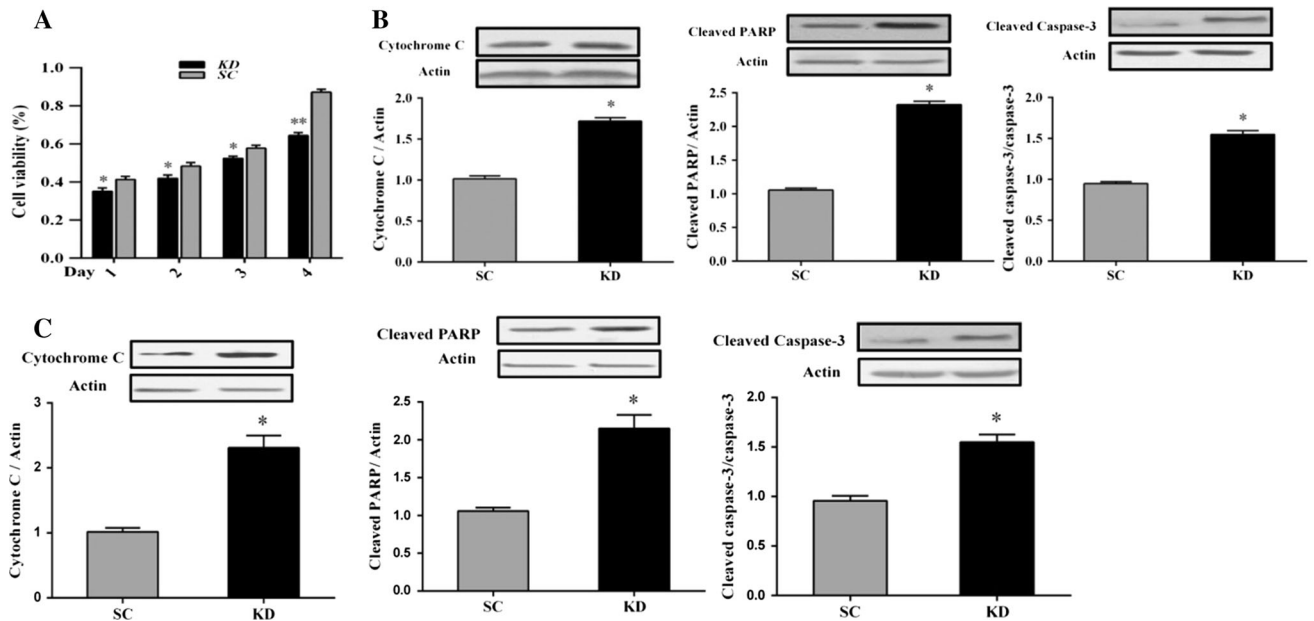 A
KD
SC
Cell viability (%)
1.0
0.8
0.6
0.4
0.2
0.0
*
*
*
**
Day 1 2 3 4
B
Cytochrome C
Actin
Cytochrome C / Actin
2.0
1.5
1.0
0.5
0.0
*
SC KD
Cleaved PARP
Actin
Cleaved PARP/ Actin
2.5
2.0
1.5
1.0
0.5
0.0
*
SC KD
Cleaved Caspase-3
Actin
Cleaved caspase-3/caspase-3
2.0
1.5
1.0
0.5
0.0
*
SC KD
C
Cytochrome C
Actin
Cytochrome C / Actin
3
2
1
0
*
SC KD
Cleaved PARP
Actin
Cleaved PARP/ Actin
2.5
2.0
1.5
1.0
0.5
0.0
*
SC KD
Cleaved Caspase-3
Actin
Cleaved caspase-3/caspase-3
2.0
1.5
1.0
0.5
0.0
*
SC KD